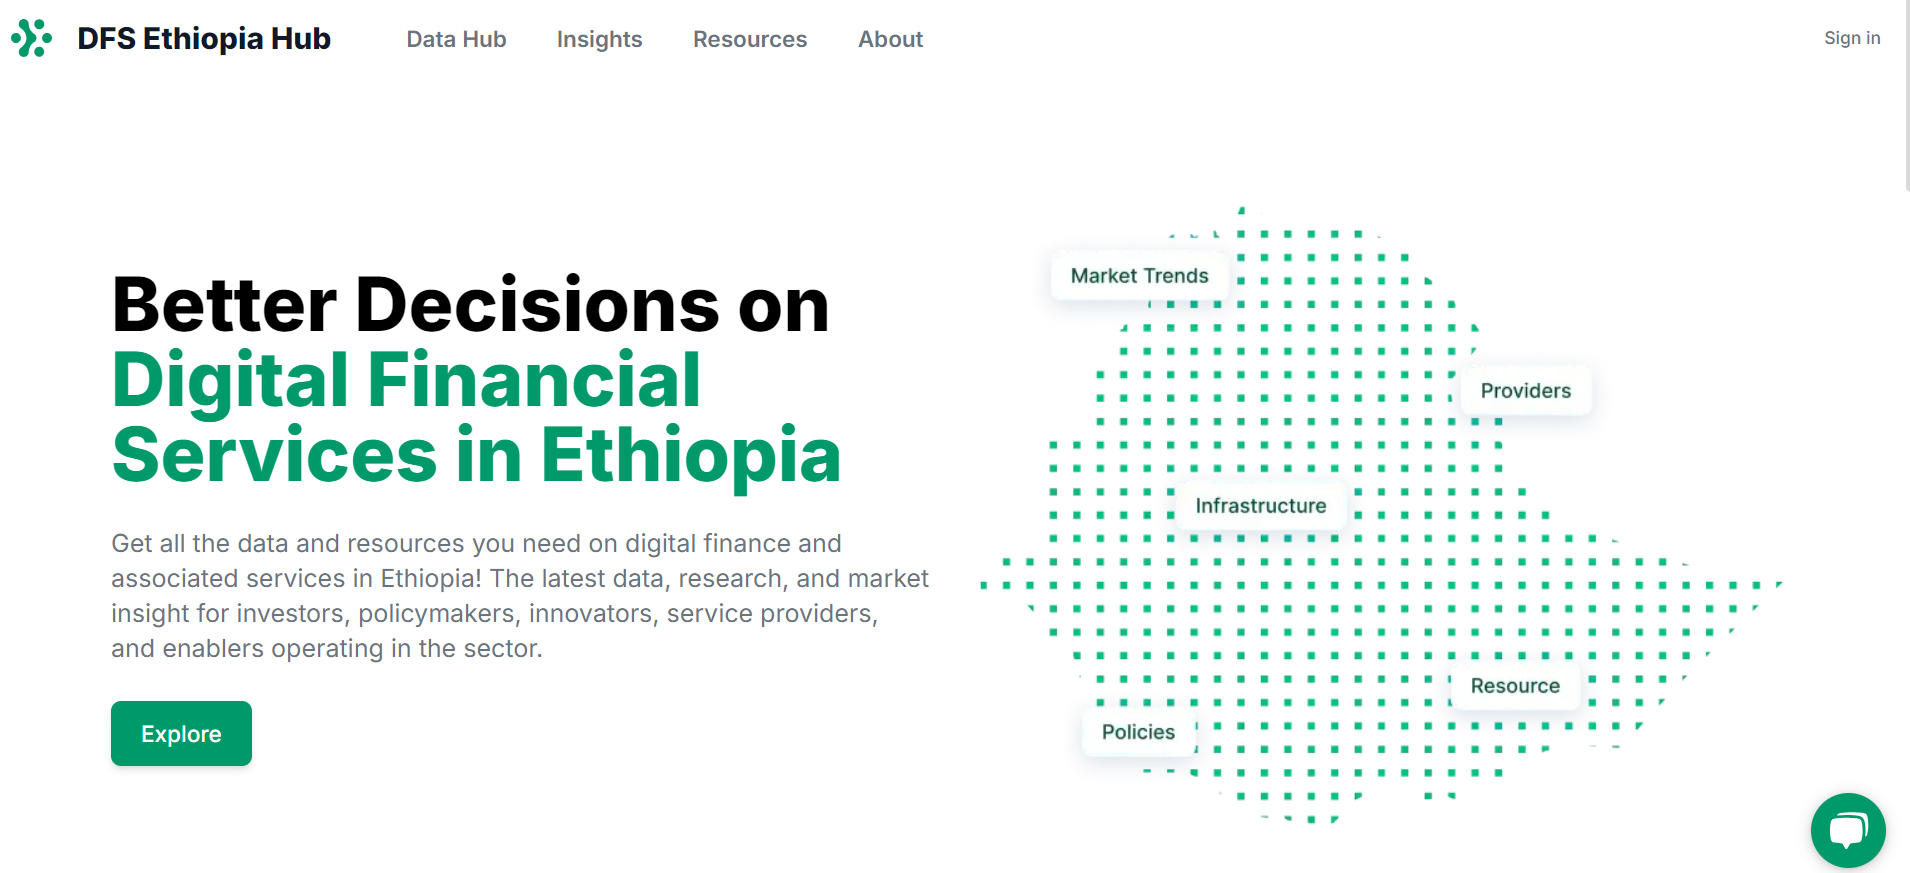 DFS Ethiopia Hub
Data Hub
Insights
Resources
About
Sign in
Better Decisions on
Digital Financial
Services in Ethiopia
Get all the data and resources you need on digital finance and
associated services in Ethiopia! The latest data, research, and market
insight for investors, policymakers, innovators, service providers,
and enablers operating in the sector.
Explore
Market Trends
Providers
Infrastructure
Resource
Policies